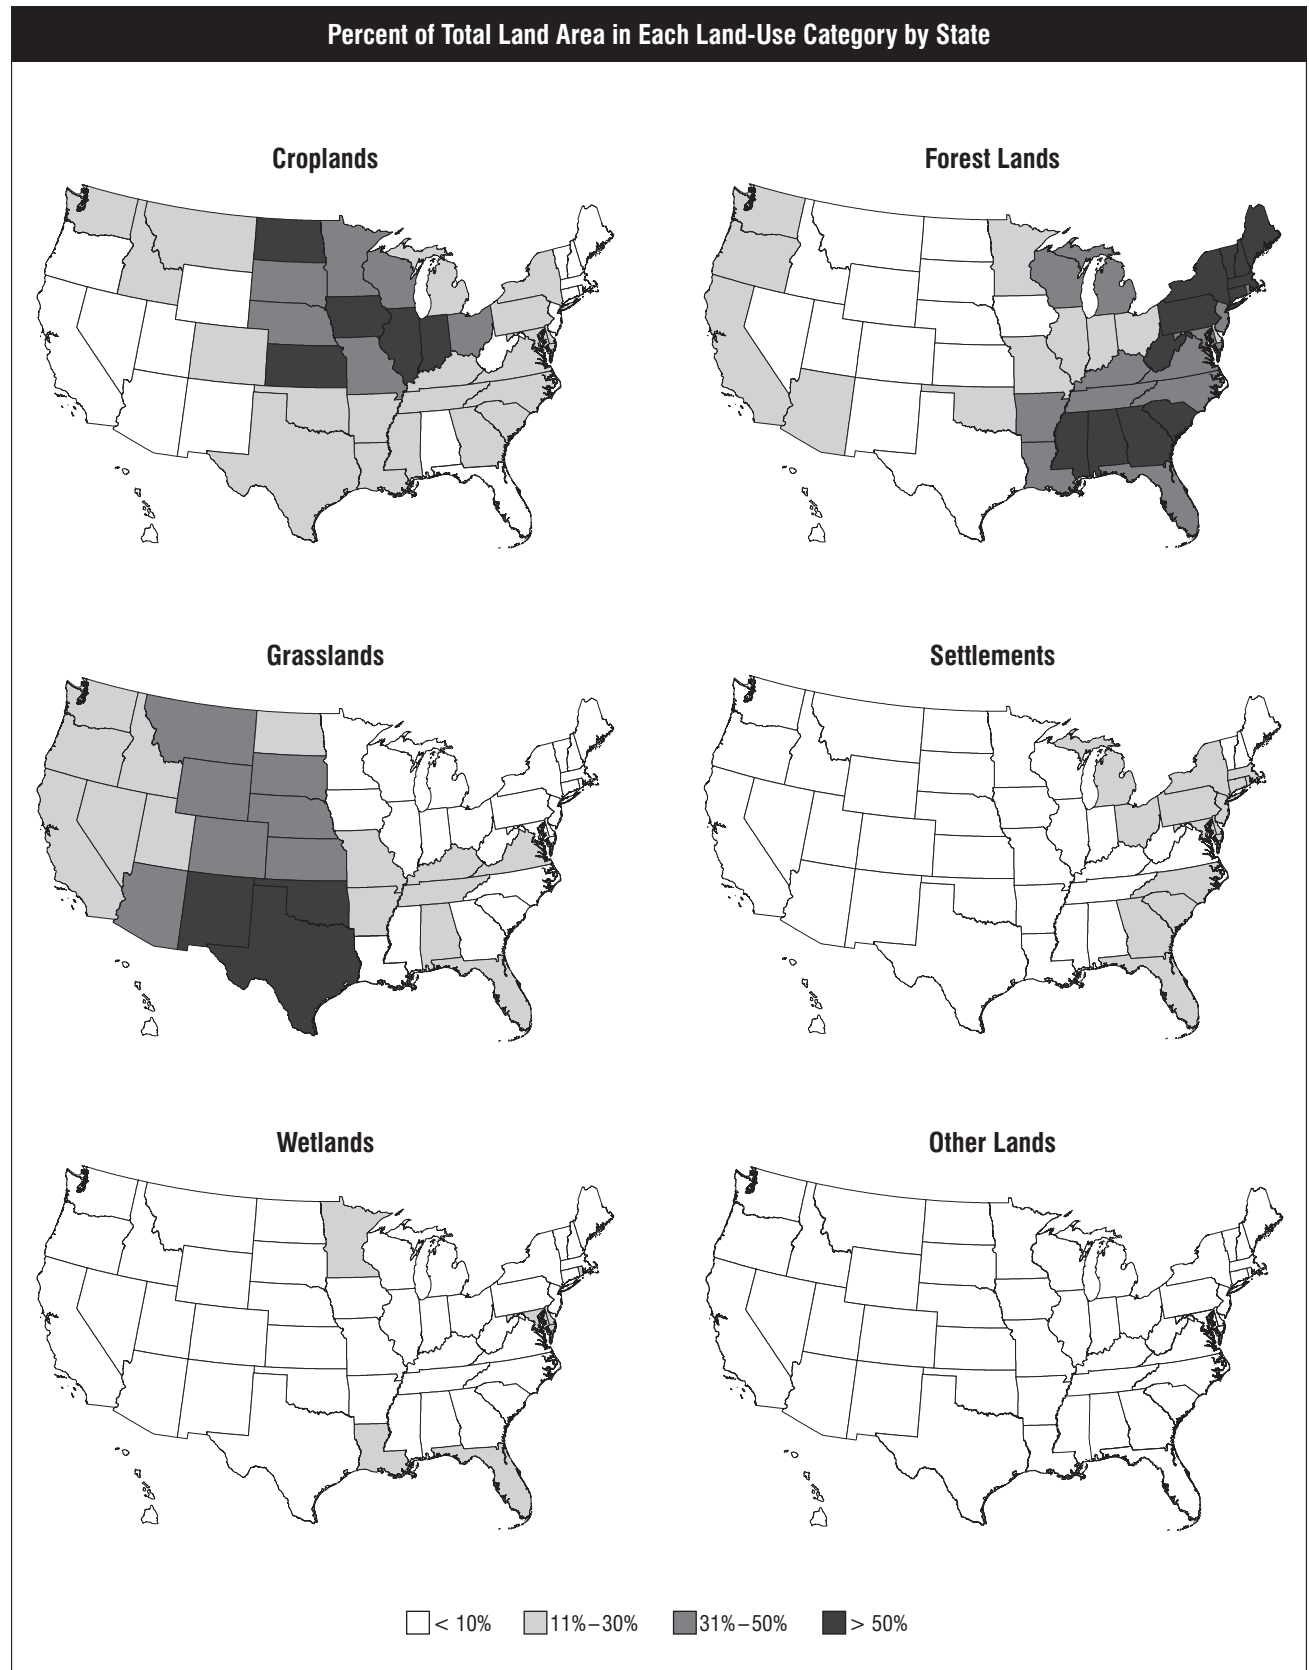 Percent of Total Land Area in Each Land-Use Category by State
Croplands
Forest Lands
Grasslands
Settlements
Wetlands
Other Lands
< 10%
11%–30%
31%–50%
> 50%